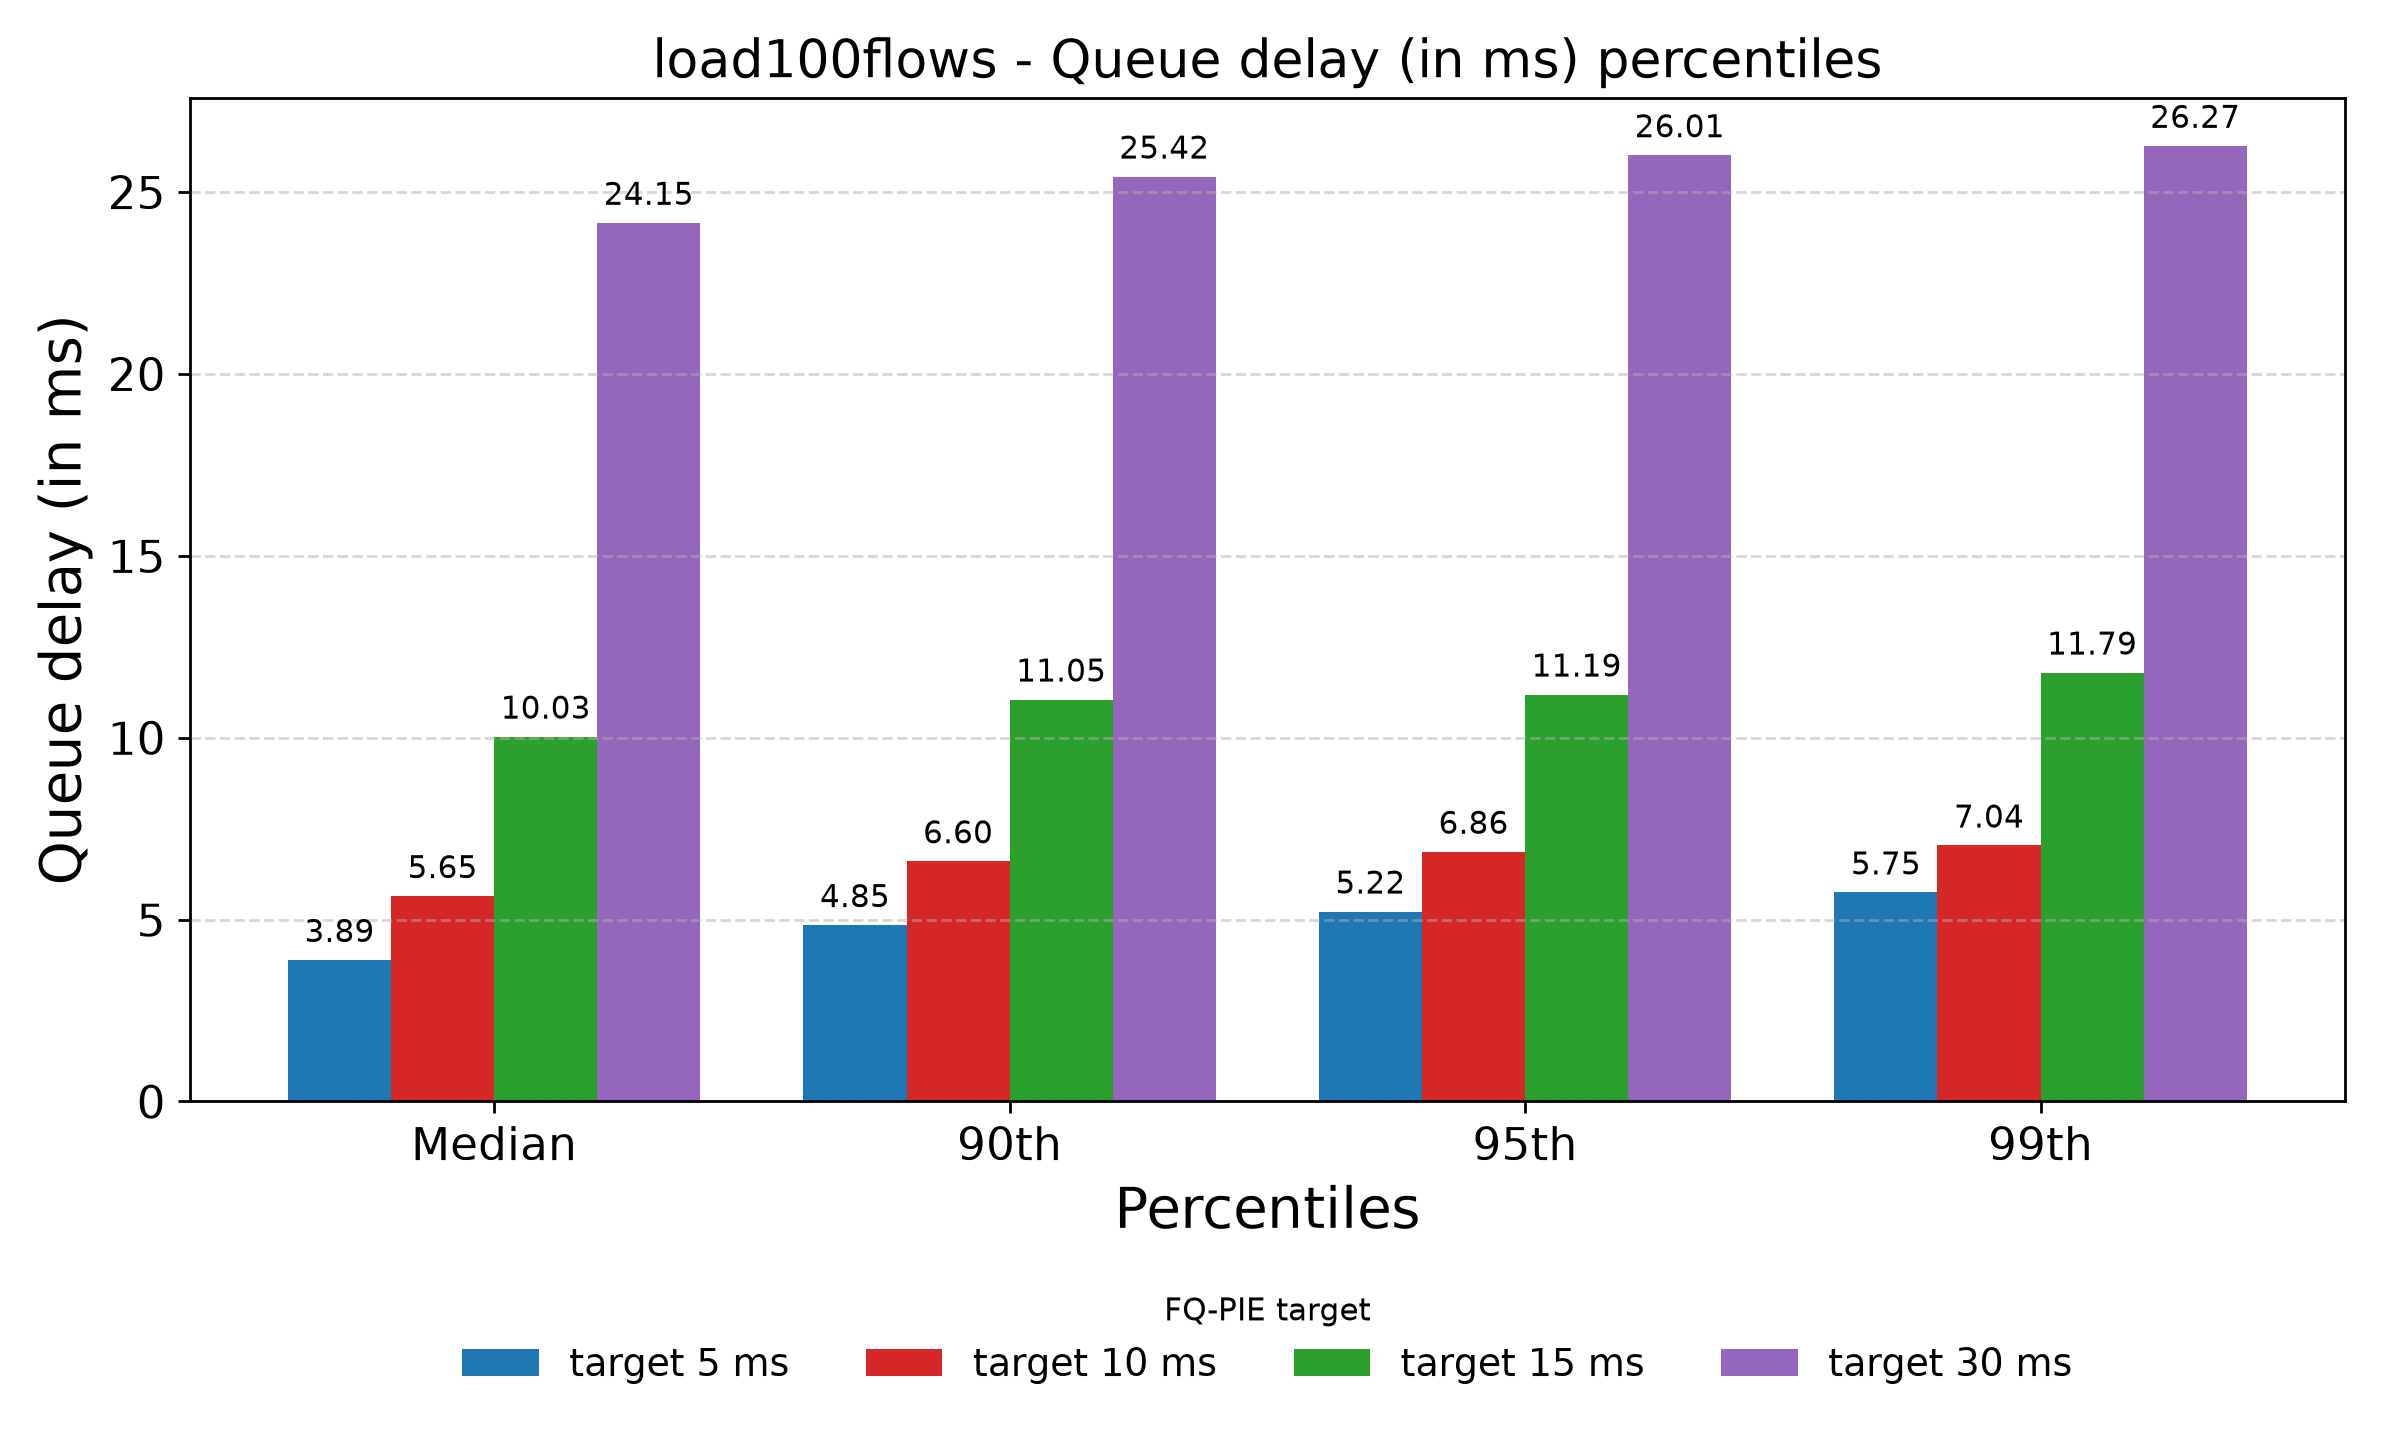 load100flows - Queue delay (in ms) percentiles
Queue delay (in ms)
25
20
15
10
5
0
3.89
5.65
10.03
24.15
4.85
6.60
11.05
25.42
5.22
6.86
11.19
26.01
5.75
7.04
11.79
26.27
Median
90th
95th
99th
Percentiles
FQ-PIE target
target 5 ms
target 10 ms
target 15 ms
target 30 ms